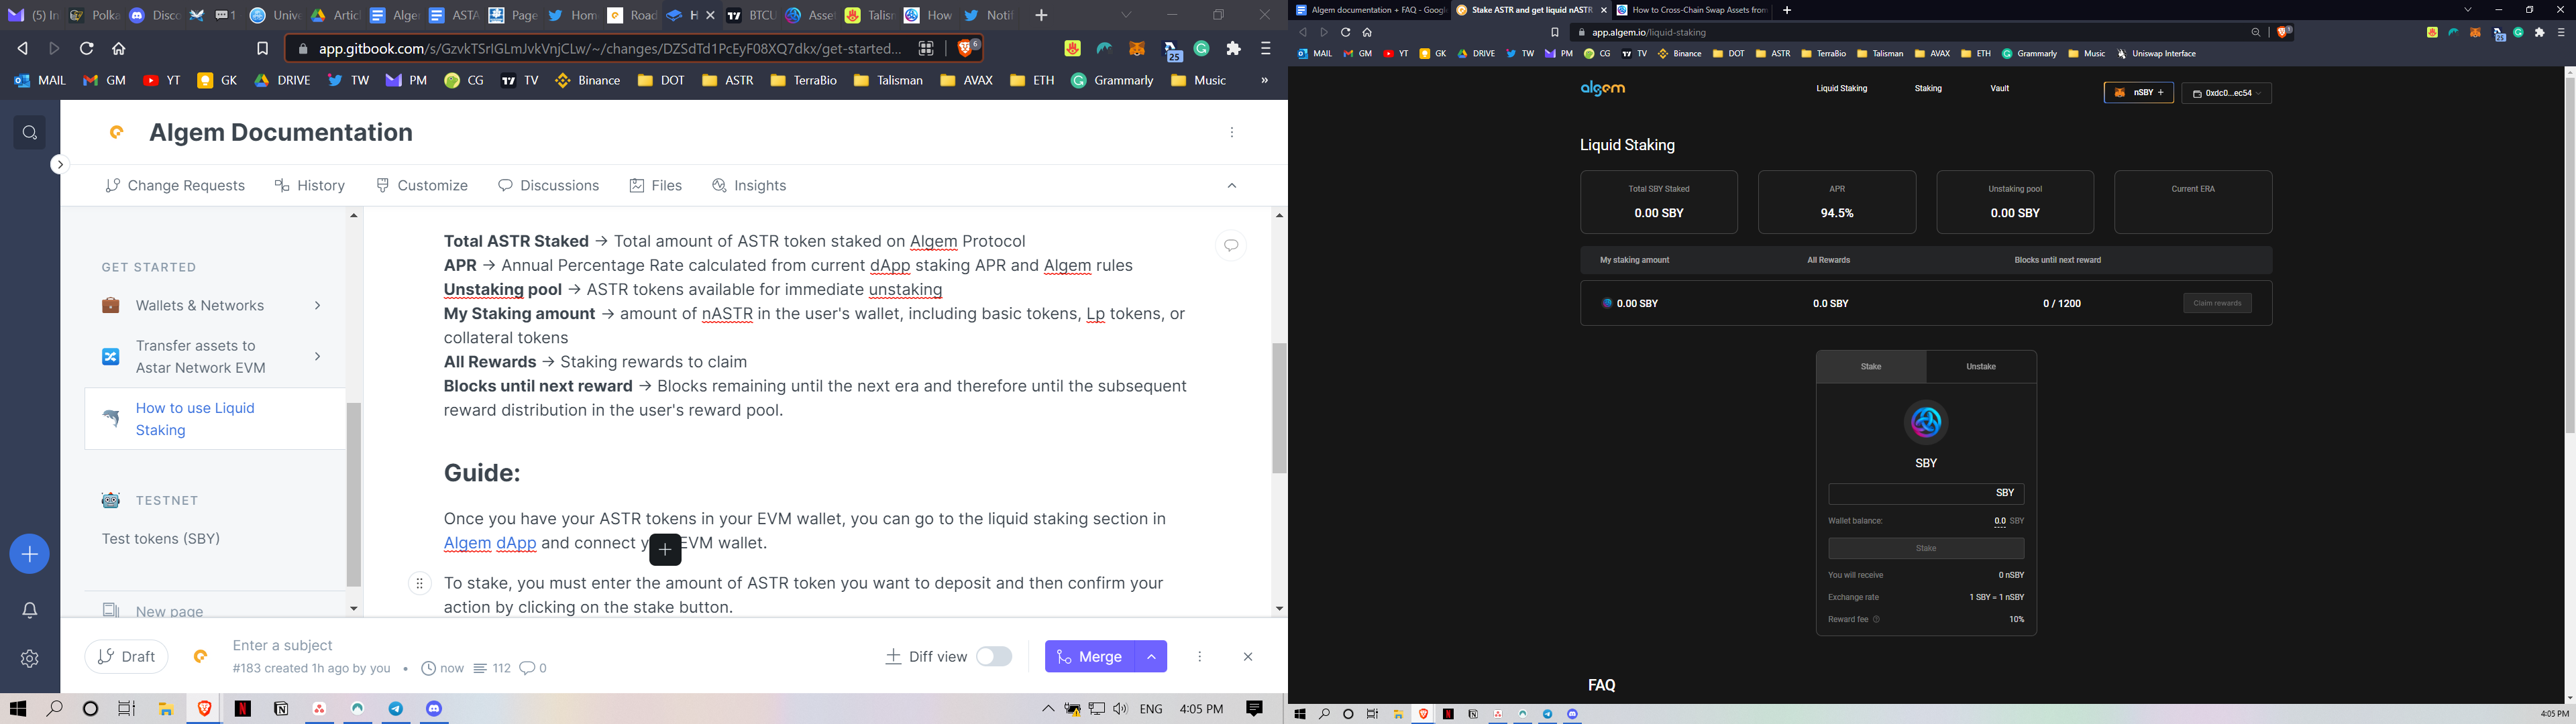 (5) In
Polka
Disco
1
Univ
Articl
Alge
ASTA
Page
Hom
Road
H
BTCU
Asset
Talisn
How
Notif
app.gitbook.com/s/GzvkTSrlGLmJvkVnjCLw/~/changes/DZSdTd1PcEyF08XQ7dkx/get-started...
MAIL
GM
YT
GK
DRIVE
TW
PM
CG
TV
Binance
DOT
ASTR
TerraBio
Talisman
AVAX
ETH
Grammarly
Music
»
Algem Documentation
Change Requests
History
Customize
Discussions
Files
Insights
GET STARTED
Wallets & Networks
Transfer assets to
Astar Network EVM
How to use Liquid
Staking
TESTNET
Test tokens (SBY)
New page
Total ASTR Staked → Total amount of ASTR token staked on Algem Protocol
APR → Annual Percentage Rate calculated from current dApp staking APR and Algem rules
Unstaking pool → ASTR tokens available for immediate unstaking
My Staking amount → amount of nASTR in the user's wallet, including basic tokens, Lp tokens, or
collateral tokens
All Rewards → Staking rewards to claim
Blocks until next reward → Blocks remaining until the next era and therefore until the subsequent
reward distribution in the user's reward pool.
Guide:
Once you have your ASTR tokens in your EVM wallet, you can go to the liquid staking section in
Algem dApp and connect y EVM wallet.
To stake, you must enter the amount of ASTR token you want to deposit and then confirm your
action by clicking on the stake button.
Draft
Enter a subject
#183 created 1h ago by you • now 112 0
Diff view
Merge
ENG
4:05 PM
Algem documentation + FAQ - Googl
Stake ASTR and get liquid nASTR
How to Cross-Chain Swap Assets from
app.algem.io/liquid-staking
MAIL
GM
YT
GK
DRIVE
TW
PM
CG
TV
Binance
DOT
ASTR
TerraBio
Talisman
AVAX
ETH
Grammarly
Music
Uniswap Interface
algem
Liquid Staking
Staking
Vault
nSBY +
0xdc0...ec54
Liquid Staking
Total SBY Staked
0.00 SBY
APR
94.5%
Unstaking pool
0.00 SBY
Current ERA
My staking amount
All Rewards
Blocks until next reward
0.00 SBY
0.0 SBY
0 / 1200
Claim rewards
Stake
Unstake
SBY
SBY
Wallet balance:
0.0 SBY
Stake
You will receive
0 nSBY
Exchange rate
1 SBY = 1 nSBY
Reward fee
10%
FAQ
4:05 PM